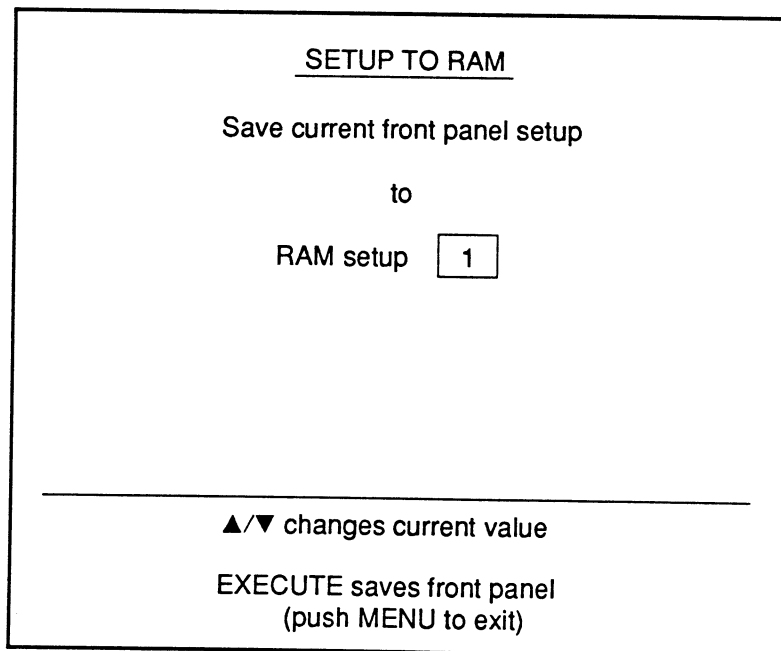 SETUP TO RAM
Save current front panel setup
to
RAM setup 1
▲/▼ changes current value
EXECUTE saves front panel
(push MENU to exit)